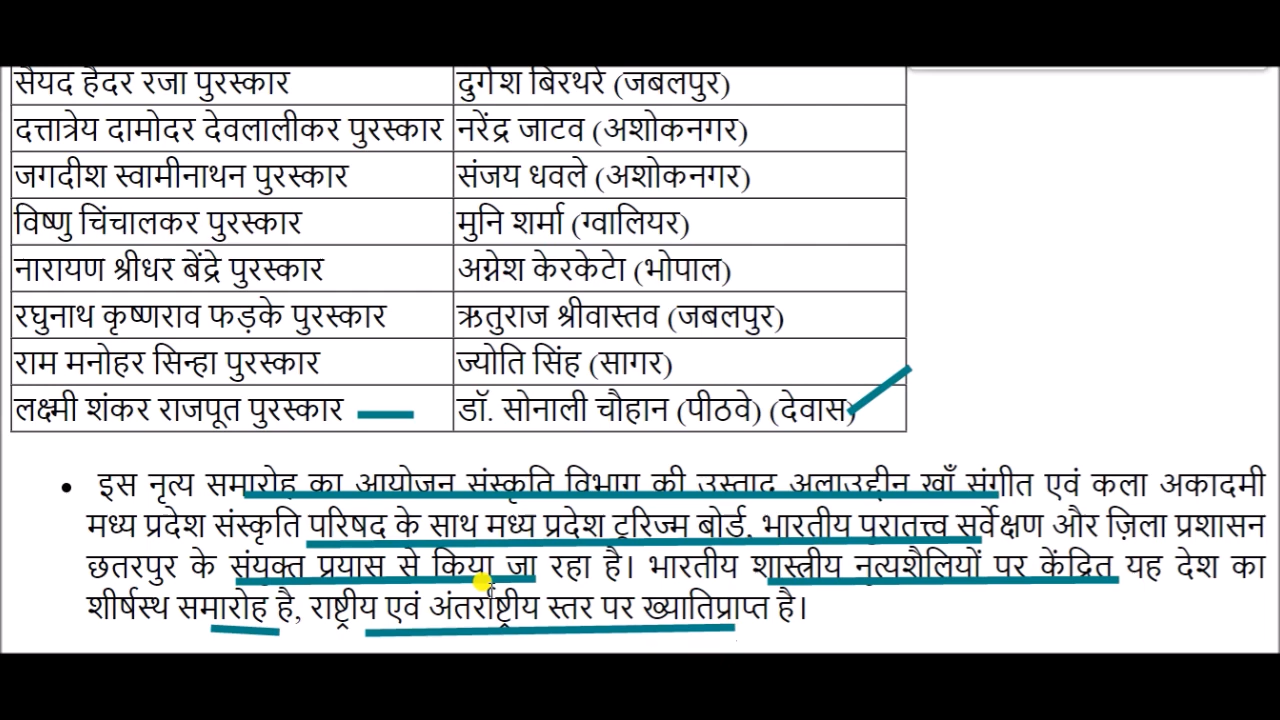 सैयद हैदर रजा पुरस्कार दुर्गेश बिरथरे (जबलपुर)
दत्तात्रेय दामोदर देवलालीकर पुरस्कार नरेंद्र जाटव (अशोकनगर)
जगदीश स्वामीनाथन पुरस्कार संजय धवले (अशोकनगर)
विष्णु चिंचालकर पुरस्कार मुनि शर्मा (ग्वालियर)
नारायण श्रीधर बेंद्रे पुरस्कार अग्नेश केरकेटेा (भोपाल)
रघुनाथ कृष्णराव फड़के पुरस्कार ऋतुराज श्रीवास्तव (जबलपुर)
राम मनोहर सिन्हा पुरस्कार ज्योति सिंह (सागर)
लक्ष्मी शंकर राजपूत पुरस्कार डॉ. सोनाली चौहान (पीठवे) (देवास)
• इस नृत्य समारोह का आयोजन संस्कृति विभाग की उस्ताद अलाउद्दीन खाँ संगीत एवं कला अकादमी
मध्य प्रदेश संस्कृति परिषद के साथ मध्य प्रदेश टूरिज्म बोर्ड, भारतीय पुरातत्त्व सर्वेक्षण और ज़िला प्रशासन
छतरपुर के संयुक्त प्रयास से किया जा रहा है। भारतीय शास्त्रीय नृत्यशैलियों पर केंद्रित यह देश का
शीर्षस्थ समारोह है, राष्ट्रीय एवं अंतर्राष्ट्रीय स्तर पर ख्यातिप्राप्त है।